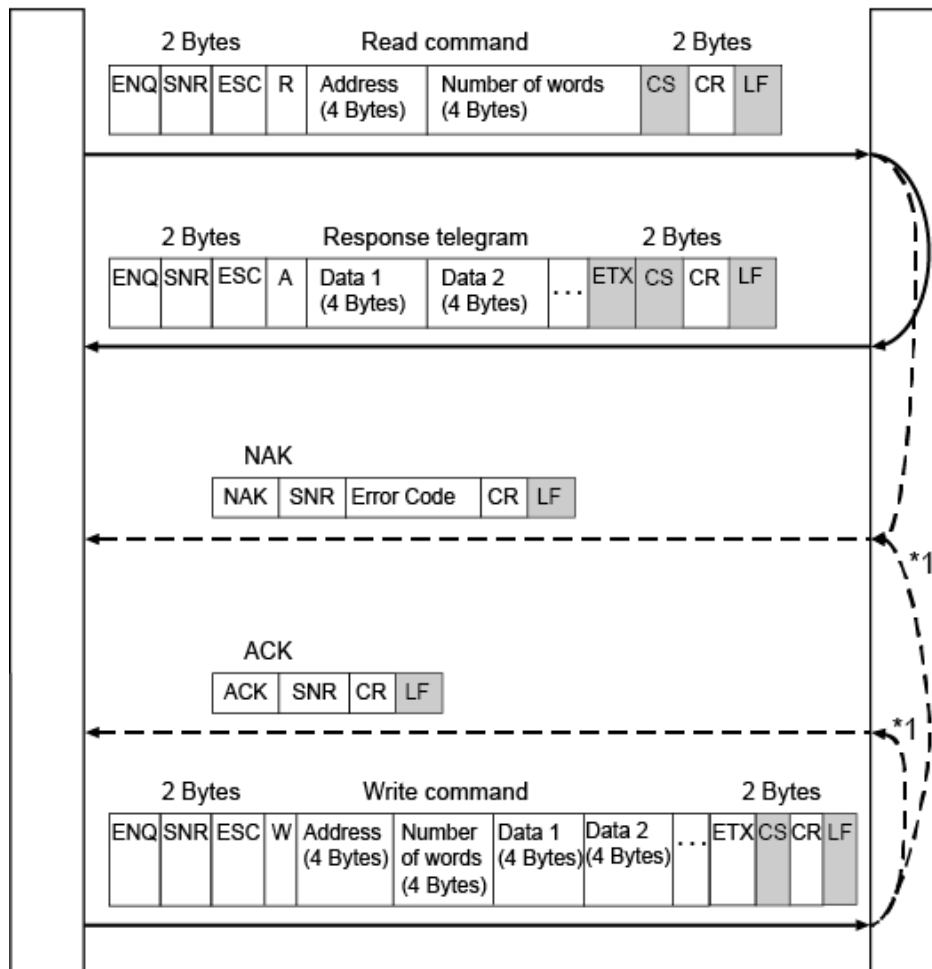 2 Bytes Read command 2 Bytes
ENQ SNR ESC R Address Number of words CS CR LF
(4 Bytes) (4 Bytes)
2 Bytes Response telegram 2 Bytes
ENQ SNR ESC A Data 1 Data 2 ... ETX CS CR LF
(4 Bytes) (4 Bytes)
NAK
NAK SNR Error Code CR LF
*1
ACK
ACK SNR CR LF
*1
2 Bytes Write command 2 Bytes
ENQ SNR ESC W Address Number Data 1 Data 2 ... ETX CS CR LF
(4 Bytes) of words (4 Bytes) (4 Bytes)
(4 Bytes)